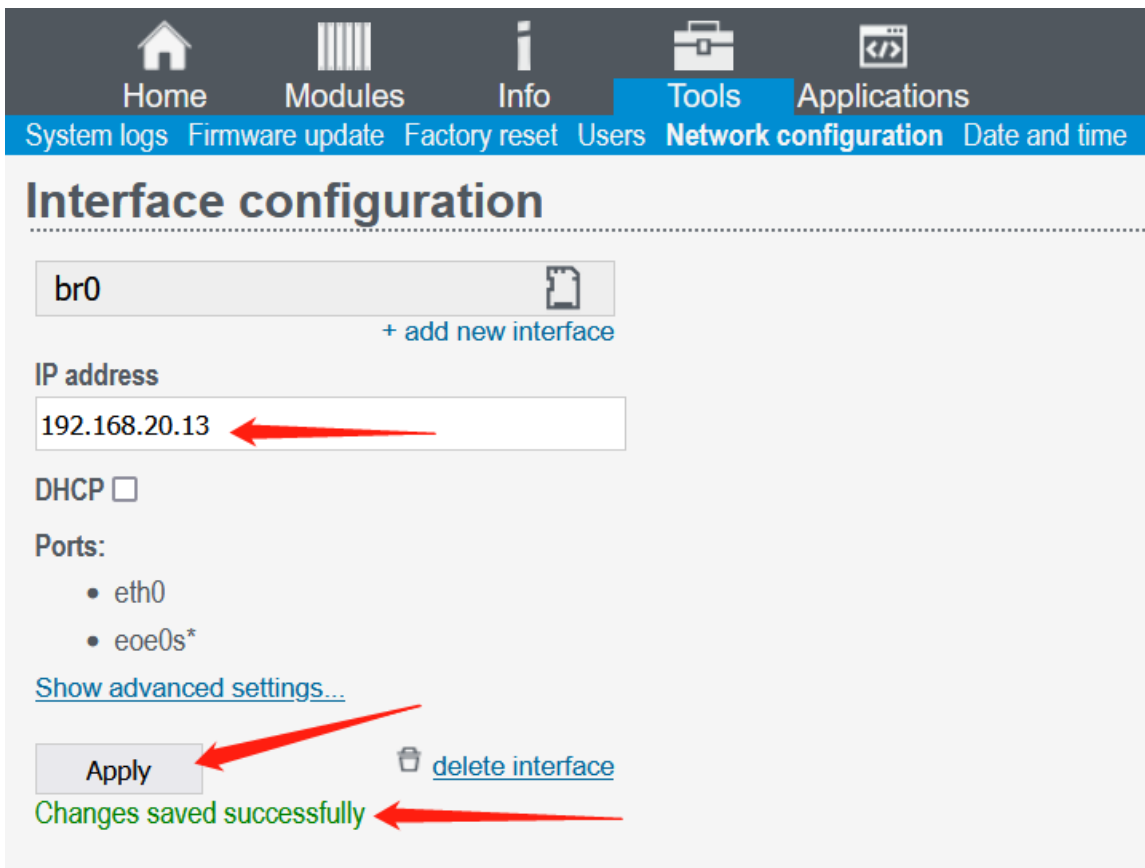 Home Modules Info Tools Applications
System logs Firmware update Factory reset Users Network configuration Date and time
Interface configuration
br0
+ add new interface
IP address
192.168.20.13
DHCP
Ports:
• eth0
• eoe0s*
Show advanced settings...
Apply delete interface
Changes saved successfully